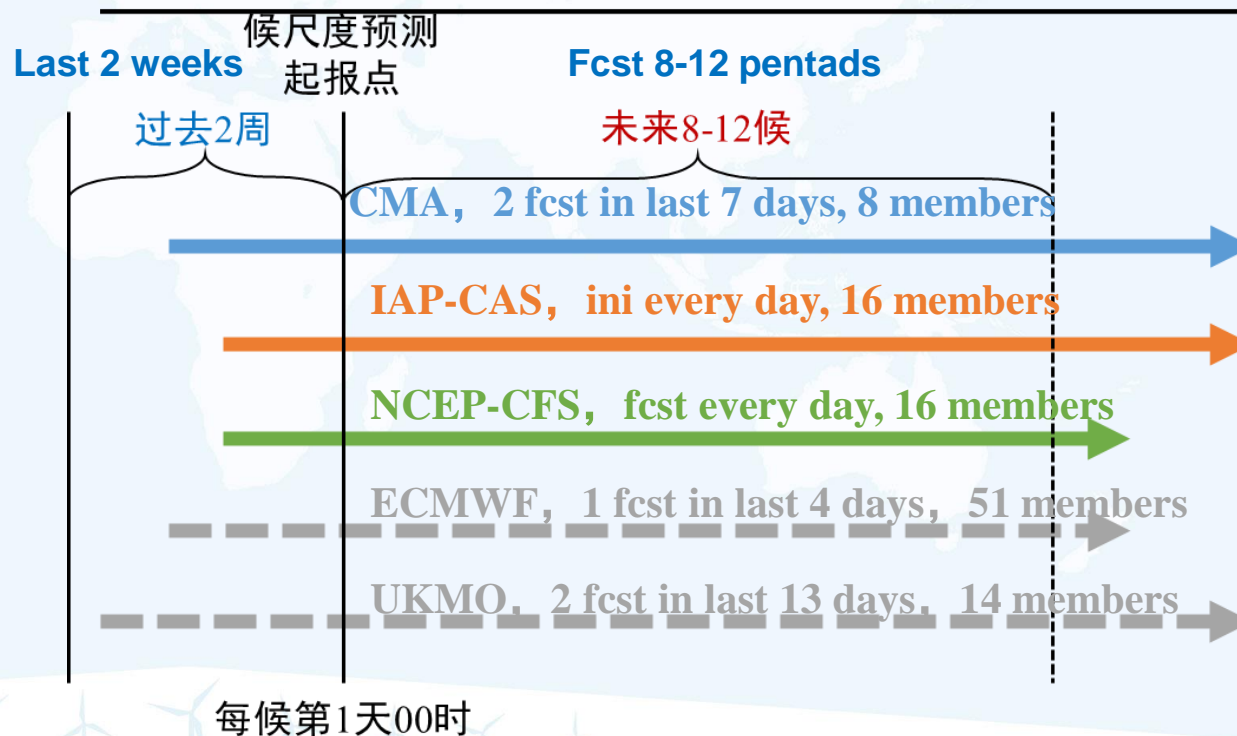 候尺度预测
起报点
Last 2 weeks
Fcst 8-12 pentads
过去2周
未来8-12候
CMA，2 fcst in last 7 days, 8 members
IAP-CAS，ini every day, 16 members
NCEP-CFS，fcst every day, 16 members
ECMWF，1 fcst in last 4 days，51 members
UKMO，2 fcst in last 13 days，14 members
每候第1天00时